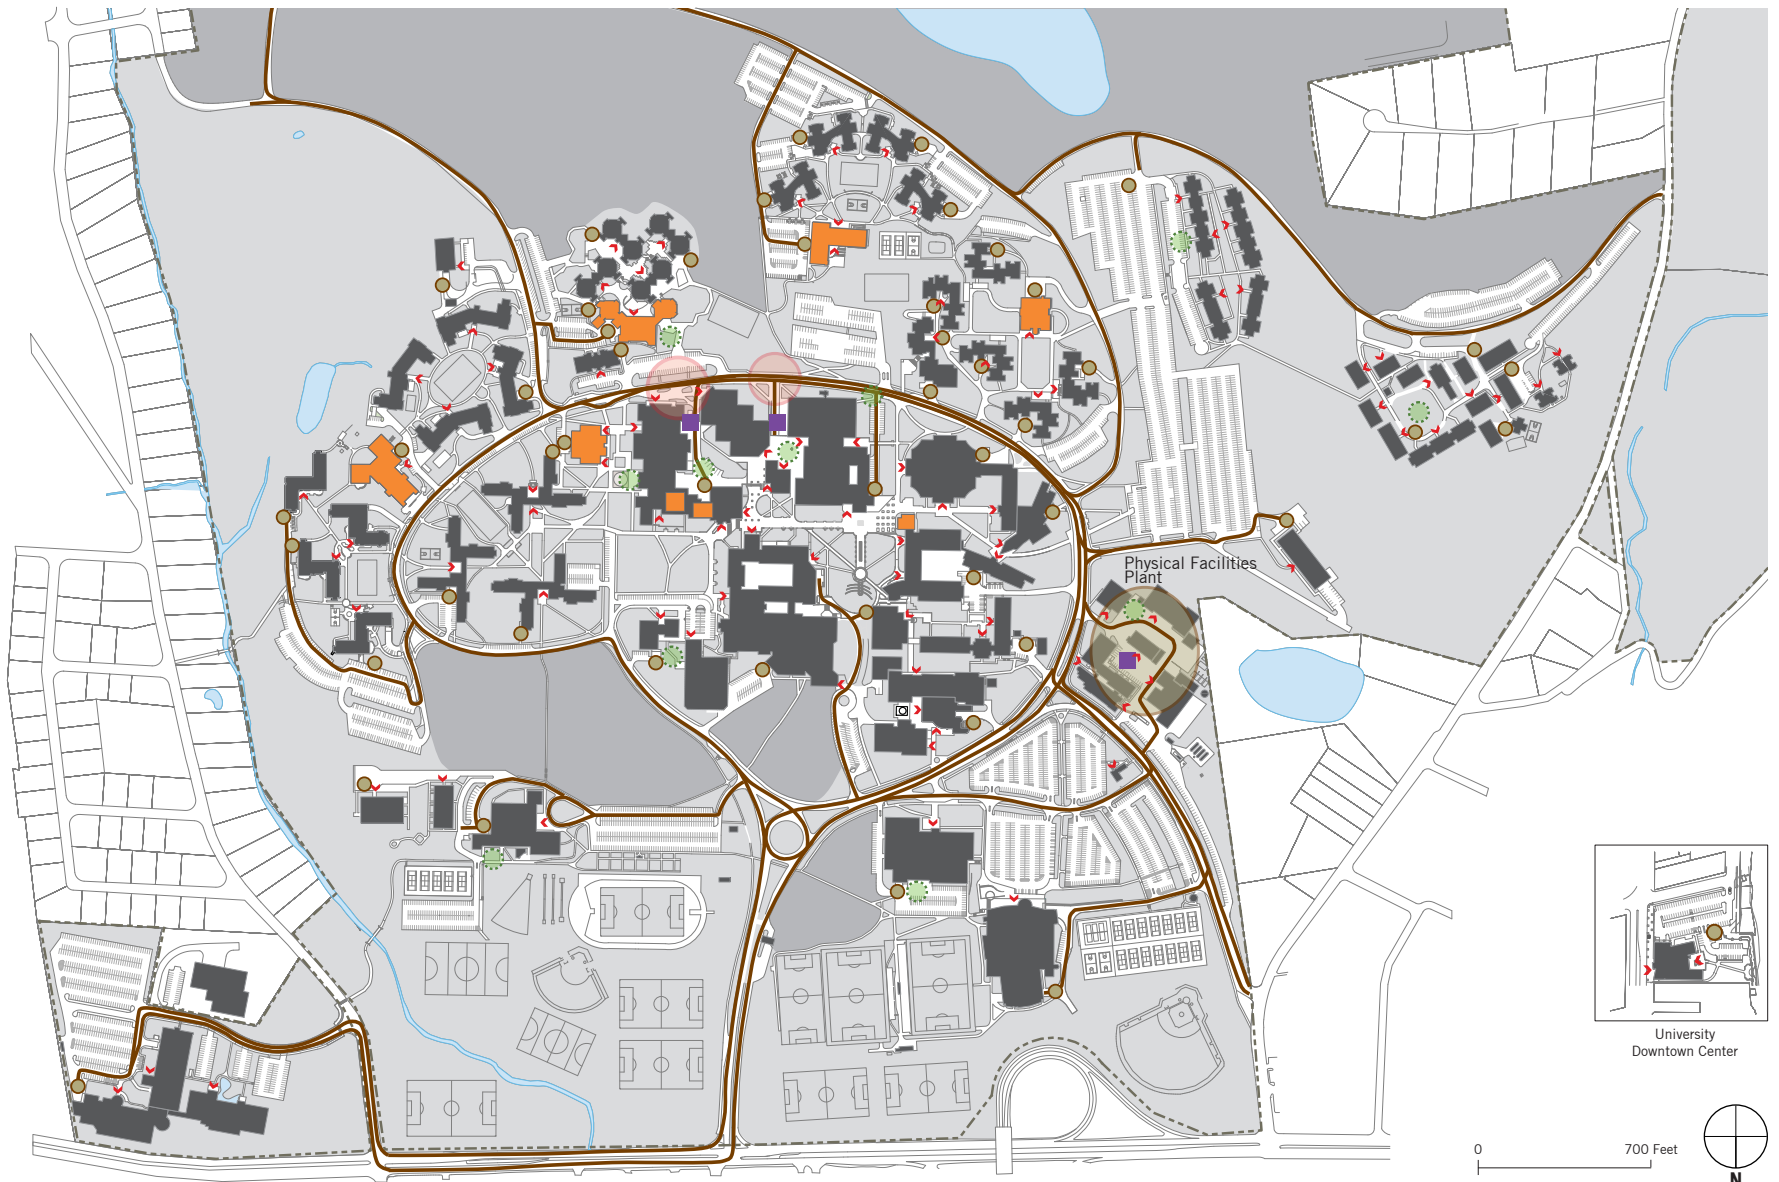 Physical Facilities
Plant
University
Downtown Center
0
700 Feet
N